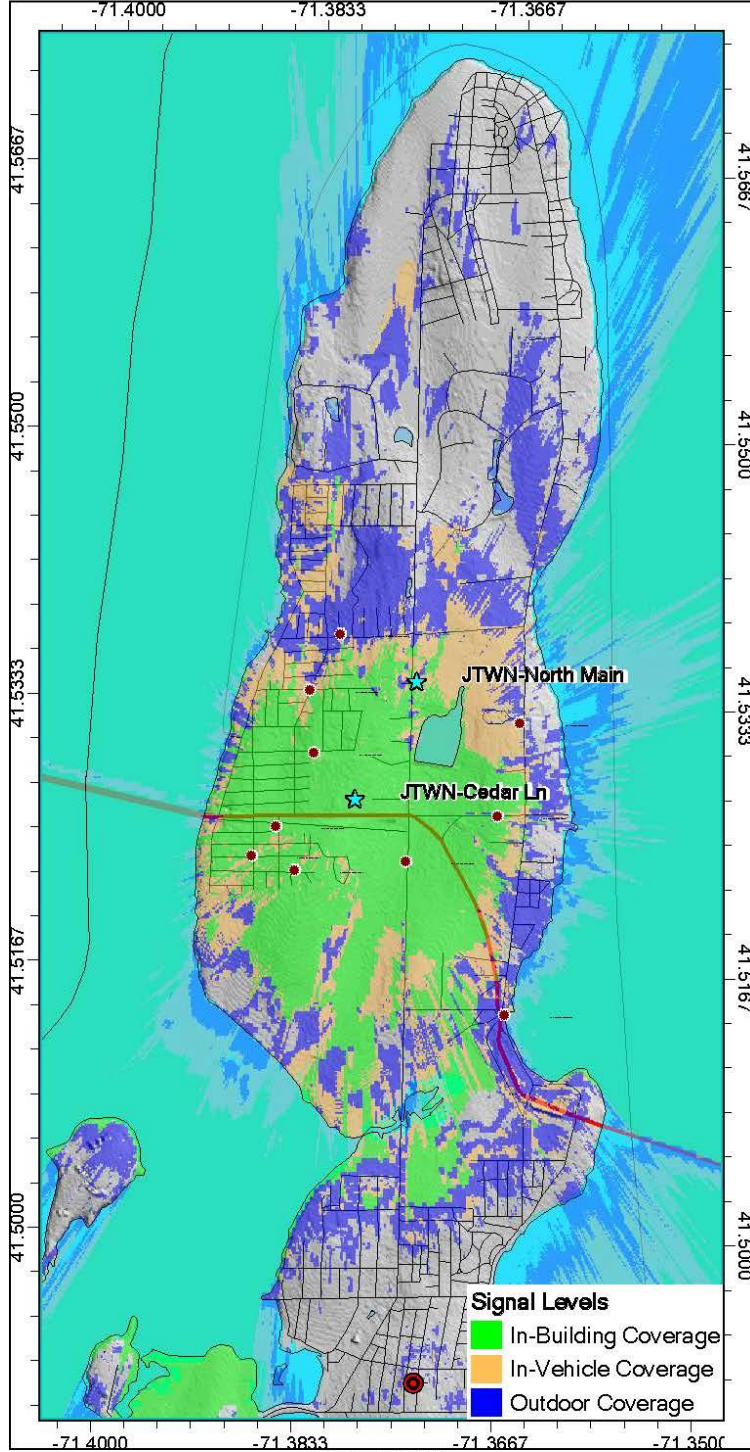 -71.4000 -71.3833 -71.3667
41.5667 41.5667
41.5500 41.5500
JTWN-North Main
41.5333 41.5333
JTWN-Cedar Ln
41.5167 41.5167
41.5000 41.5000
Signal Levels
In-Building Coverage
In-Vehicle Coverage
Outdoor Coverage
-71.4000 -71.3833 -71.3667 -71.3500